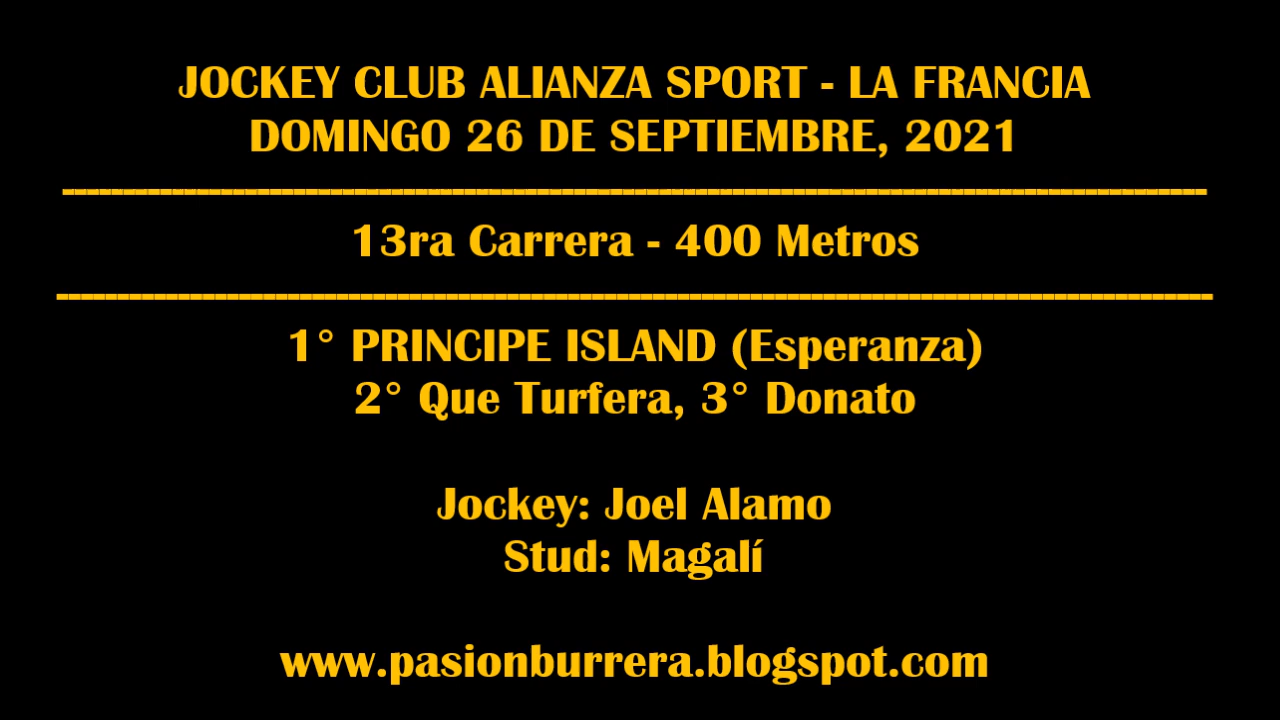 JOCKEY CLUB ALIANZA SPORT - LA FRANCIA
DOMINGO 26 DE SEPTIEMBRE, 2021
13ra Carrera - 400 Metros
1° PRINCIPE ISLAND (Esperanza)
2° Que Turfera, 3° Donato
Jockey: Joel Alamo
Stud: Magalí
www.pasionburrera.blogspot.com